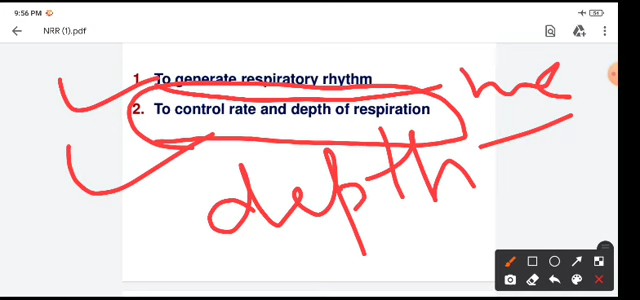 9:56 PM
NRR (1).pdf
1. To generate respiratory rhythm
2. To control rate and depth of respiration
me
depth